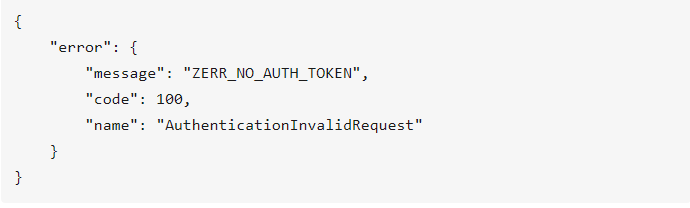 {
    "error": {
        "message": "ZERR_NO_AUTH_TOKEN",
        "code": 100,
        "name": "AuthenticationInvalidRequest"
    }
}